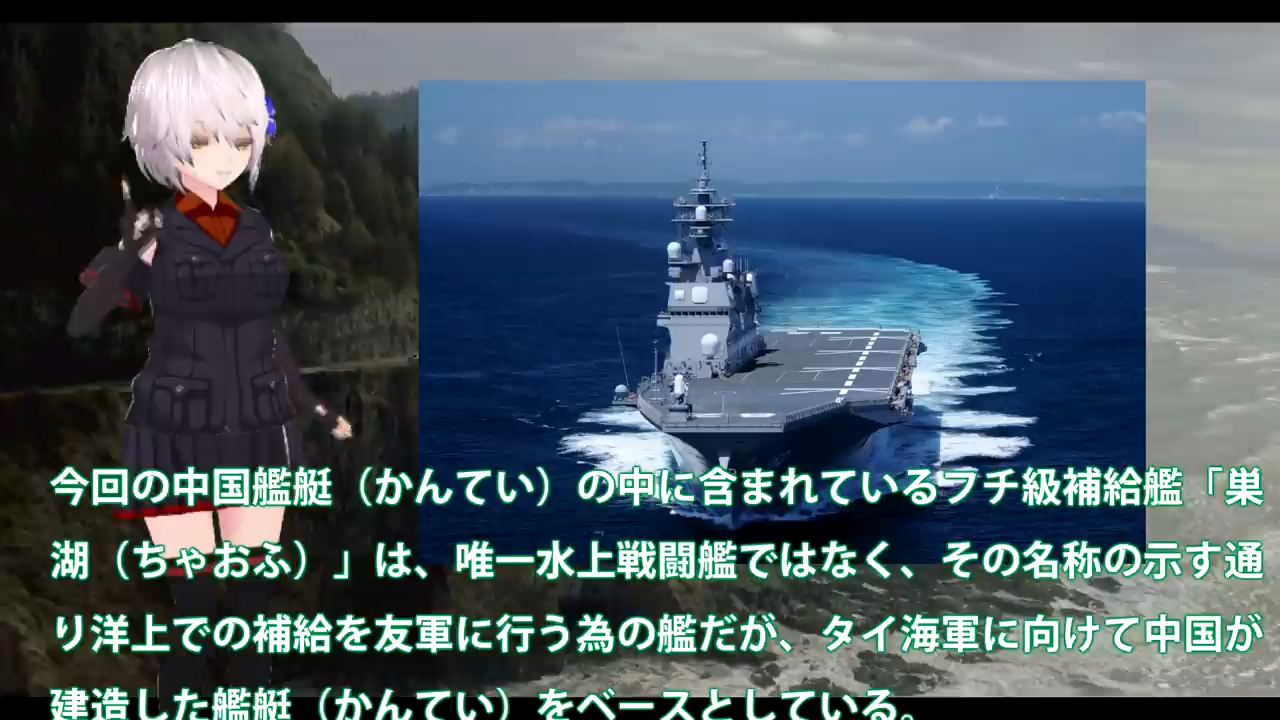 今回の中国艦艇（かんてい）の中に含まれているフチ級補給艦「巣
湖（ちゃおふ）」は、唯一水上戦闘艦ではなく、その名称の示す通
り洋上での補給を友軍に行う為の艦だが、タイ海軍に向けて中国が
建造した艦艇（かんてい）をベースとしている。